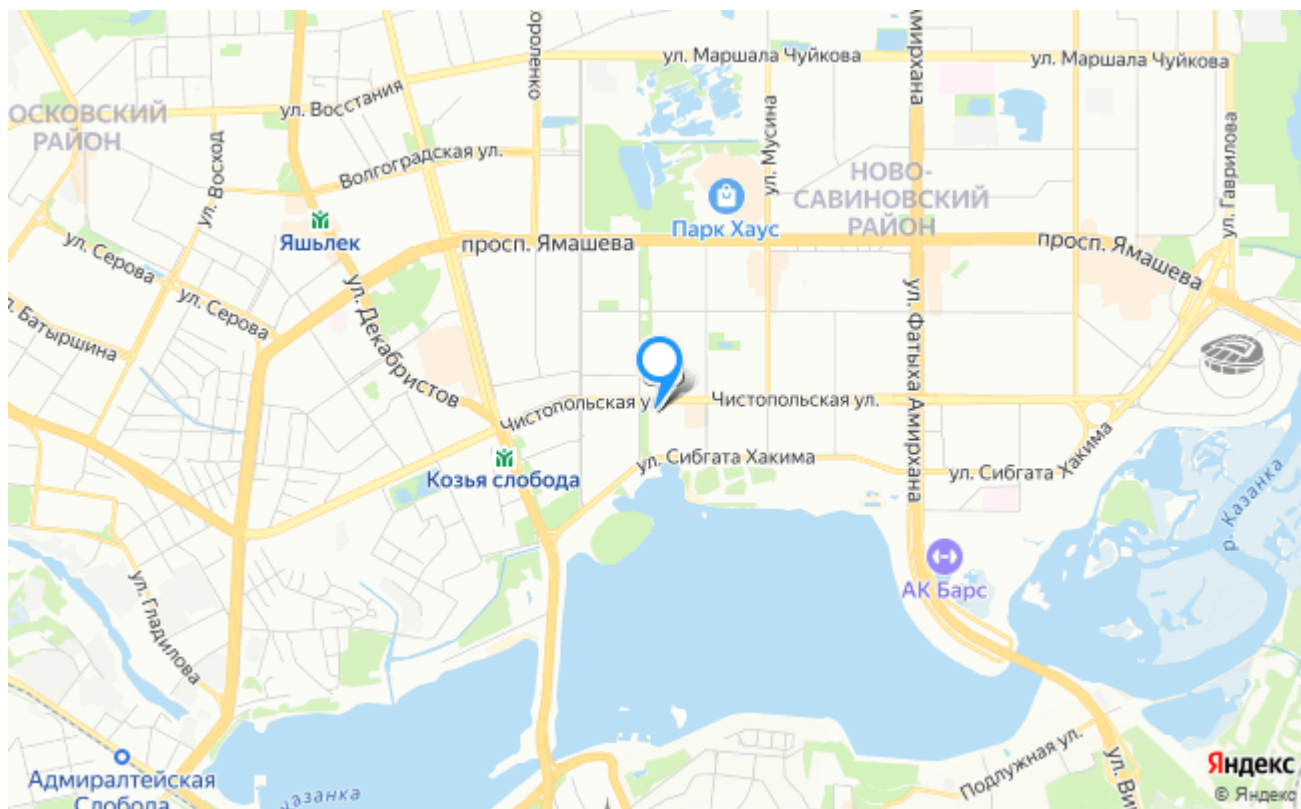 ул. Маршала Чуйкова
ул. Маршала Чуйкова
Амирхана
ороленко
ул. Восстания
ОСКОВСКИЙ
РАЙОН
ул. Восход
Волгоградская ул.
ул. Мусина
ул. Гаврилова
НОВО-
САВИНОВСКИЙ
РАЙОН
Парк Хаус
Яшьлек
просп. Ямашева
просп. Ямашева
ул. Серова
ул. Серова
л. Батыршина
ул. Декабристов
ул. Фатыха Амирхана
Чистопольская у
Чистопольская ул.
Козья слобода
ул. Сибгата Хакима
ул. Сибгата Хакима
р. Казанка
АК Барс
ул. Гладилова
Адмиралтейская
Слобода
азанка
Подлужная ул.
ул. Ви
Яндекс
© Яндекс